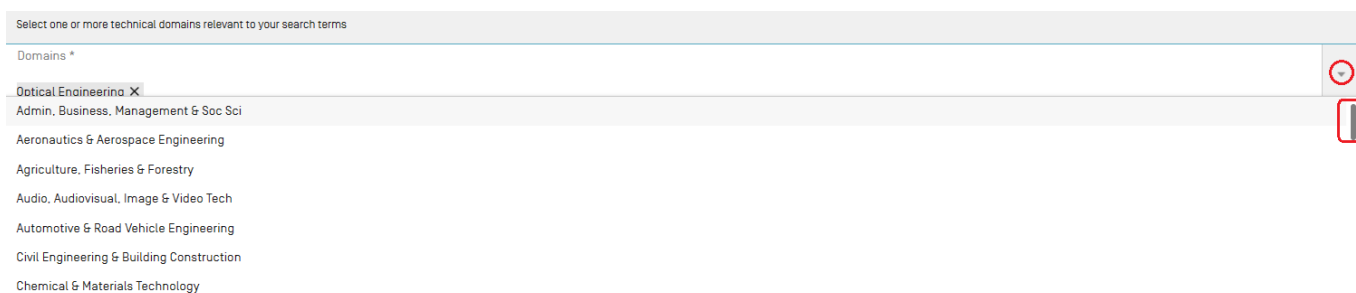 Select one or more technical domains relevant to your search terms
Domains *
Optical Engineering ✕
Admin, Business, Management & Soc Sci
Aeronautics & Aerospace Engineering
Agriculture, Fisheries & Forestry
Audio, Audiovisual, Image & Video Tech
Automotive & Road Vehicle Engineering
Civil Engineering & Building Construction
Chemical & Materials Technology